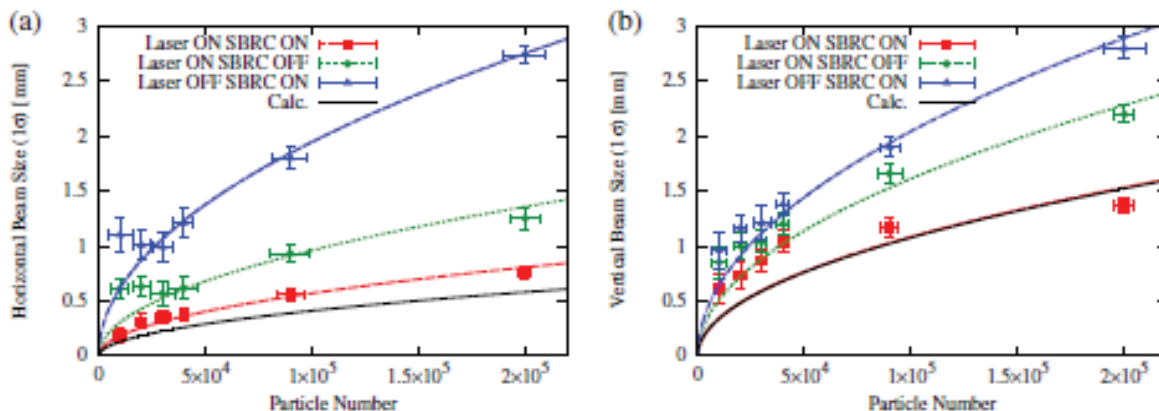 (a)
Horizontal Beam Size (1σ) [mm]
3
2.5
2
1.5
1
0.5
0
Laser ON SBRC ON
Laser ON SBRC OFF
Laser OFF SBRC ON
Calc.
0 5×10⁴ 1×10⁵ 1.5×10⁵ 2×10⁵
Particle Number
(b)
Vertical Beam Size (1 σ) [mm]
3
2.5
2
1.5
1
0.5
0
Laser ON SBRC ON
Laser ON SBRC OFF
Laser OFF SBRC ON
Calc.
0 5×10⁴ 1×10⁵ 1.5×10⁵ 2×10⁵
Particle Number